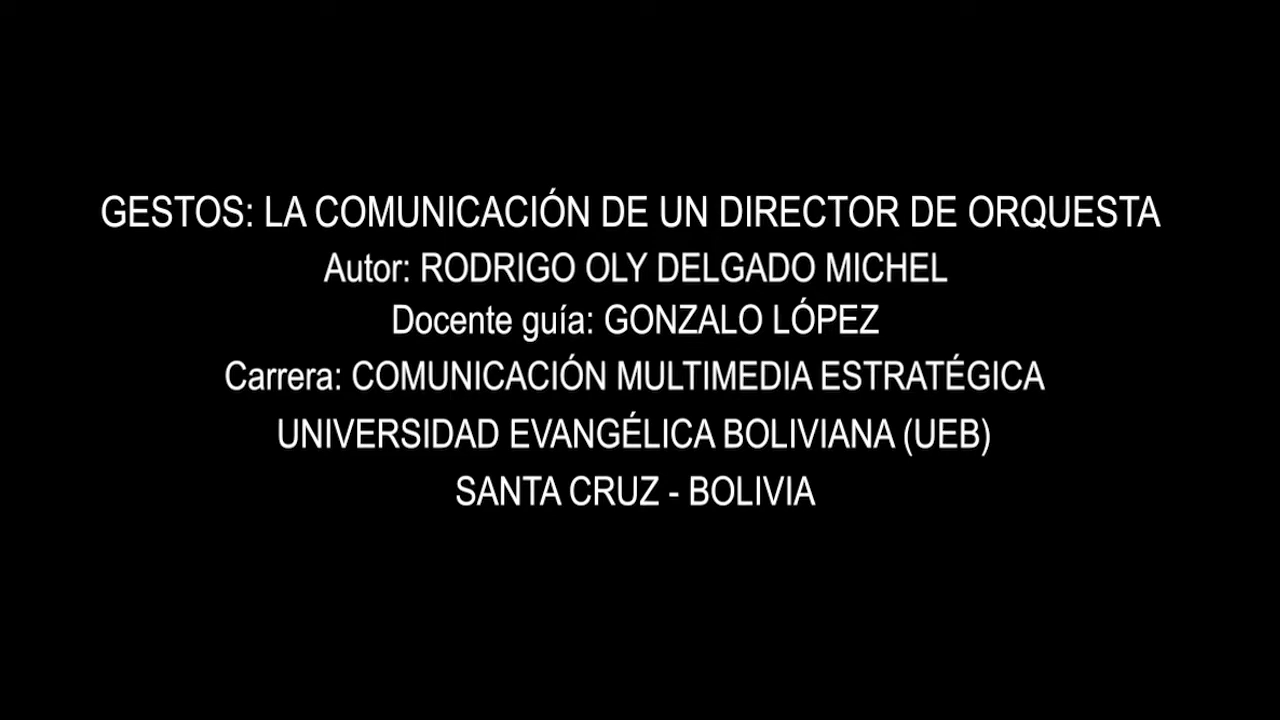 GESTOS: LA COMUNICACIÓN DE UN DIRECTOR DE ORQUESTA
Autor: RODRIGO OLY DELGADO MICHEL
Docente guía: GONZALO LÓPEZ
Carrera: COMUNICACIÓN MULTIMEDIA ESTRATÉGICA
UNIVERSIDAD EVANGÉLICA BOLIVIANA (UEB)
SANTA CRUZ - BOLIVIA